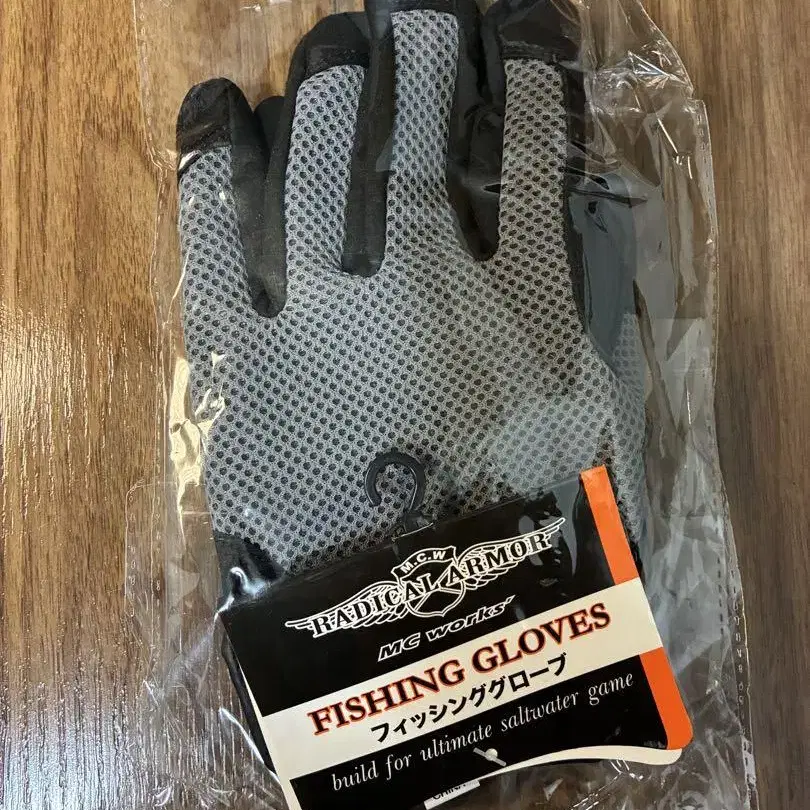 M.C.W
RADICAL ARMOR
MC works'
FISHING GLOVES
フィッシンググローブ
build for ultimate saltwater game
CHINA